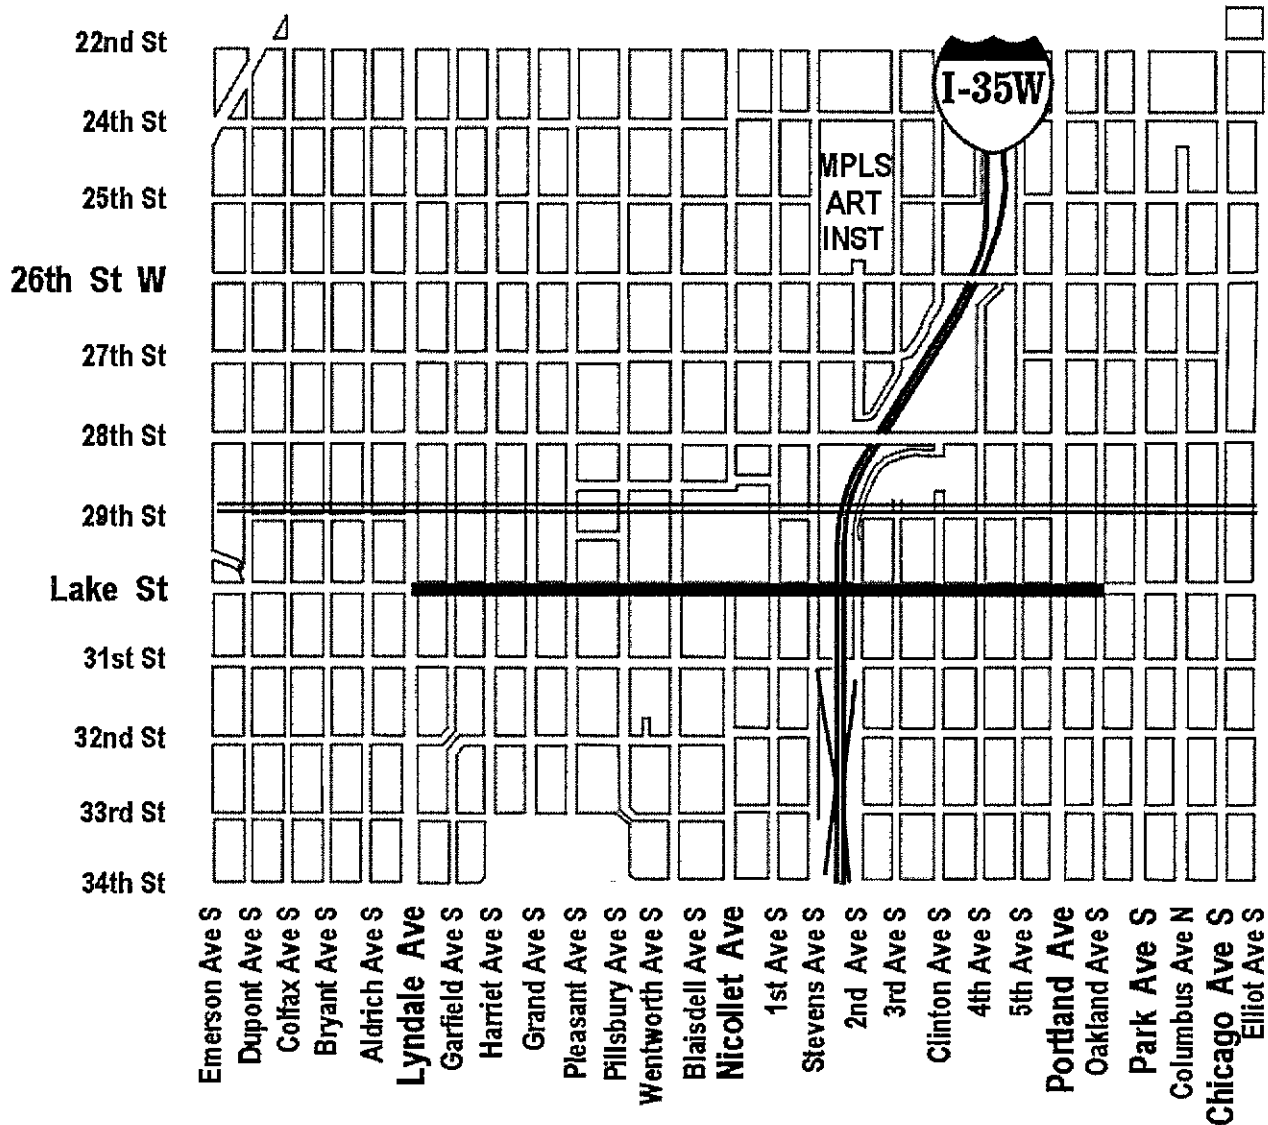 22nd St
I-35W
24th St
MPLS
ART
INST
25th St
26th St W
27th St
28th St
29th St
Lake St
31st St
32nd St
33rd St
34th St
Emerson Ave S
Dupont Ave S
Colfax Ave S
Bryant Ave S
Aldrich Ave S
Lyndale Ave
Garfield Ave S
Harriet Ave S
Grand Ave S
Pleasant Ave S
Pillsbury Ave S
Wentworth Ave S
Blaisdell Ave S
Nicollet Ave
1st Ave S
Stevens Ave S
2nd Ave S
3rd Ave S
Clinton Ave S
4th Ave S
5th Ave S
Portland Ave
Oakland Ave S
Park Ave S
Columbus Ave N
Chicago Ave S
Elliot Ave S